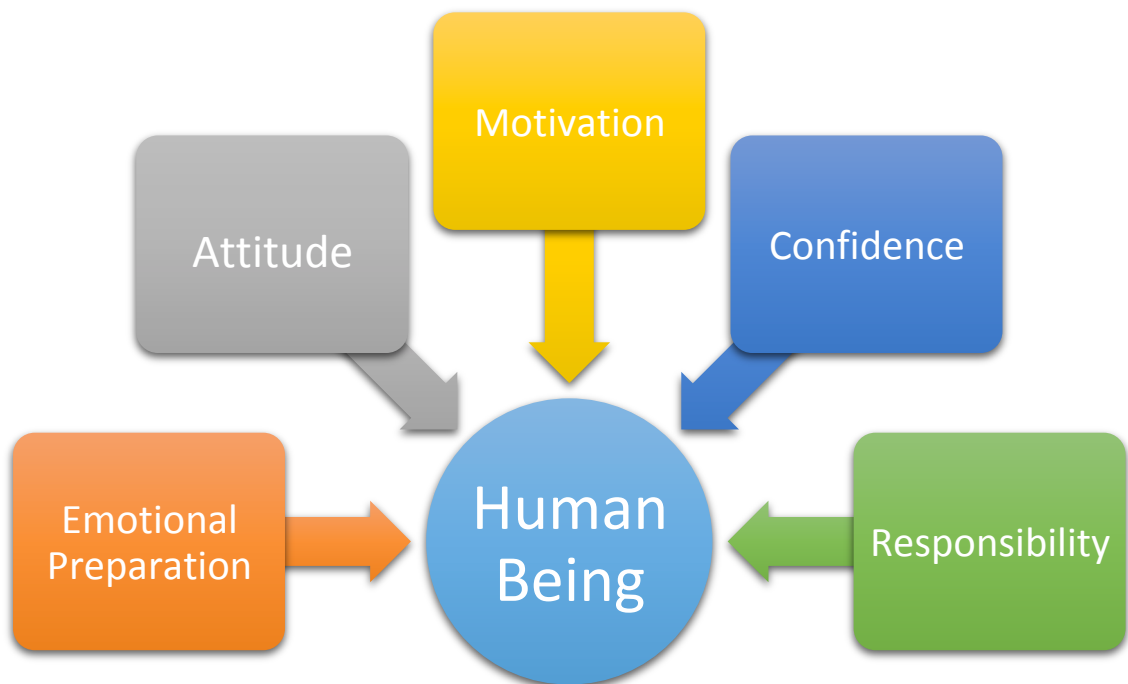 Motivation
Attitude
Confidence
Emotional
Preparation
Human
Being
Responsibility